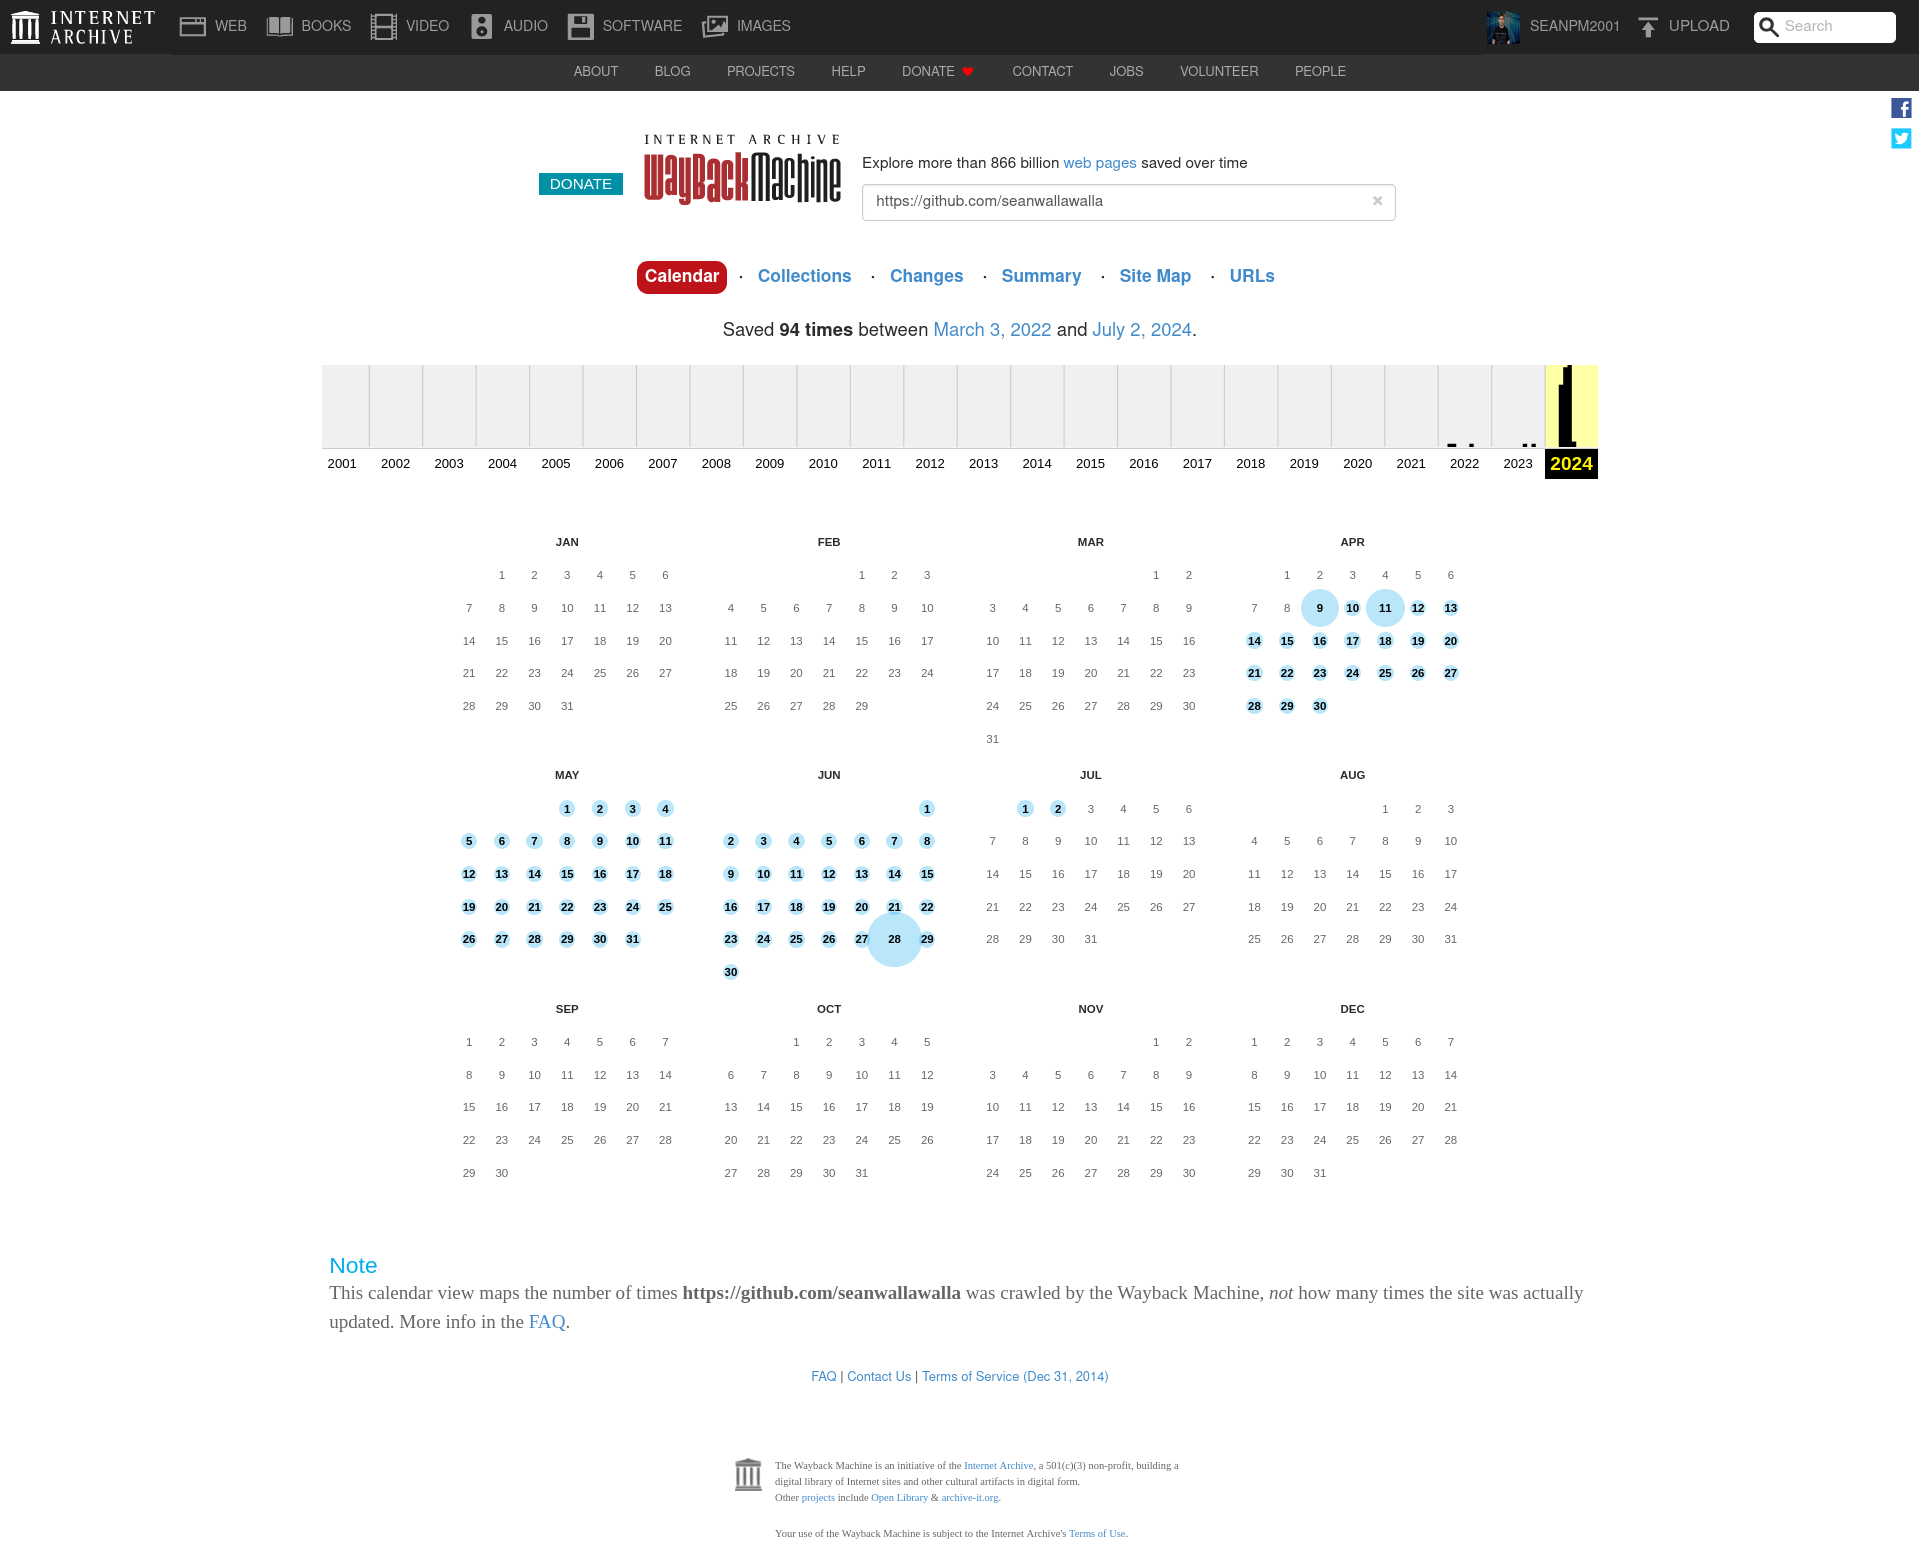 INTERNET ARCHIVE WEB BOOKS VIDEO AUDIO SOFTWARE IMAGES SEANPM2001 UPLOAD Search
ABOUT BLOG PROJECTS HELP DONATE CONTACT JOBS VOLUNTEER PEOPLE
INTERNET ARCHIVE
WayBackMachine
DONATE
Explore more than 866 billion web pages saved over time
https://github.com/seanwallawalla ×
Calendar · Collections · Changes · Summary · Site Map · URLs
Saved 94 times between March 3, 2022 and July 2, 2024.
2001 2002 2003 2004 2005 2006 2007 2008 2009 2010 2011 2012 2013 2014 2015 2016 2017 2018 2019 2020 2021 2022 2023 2024
JAN
1 2 3 4 5 6
7 8 9 10 11 12 13
14 15 16 17 18 19 20
21 22 23 24 25 26 27
28 29 30 31
FEB
1 2 3
4 5 6 7 8 9 10
11 12 13 14 15 16 17
18 19 20 21 22 23 24
25 26 27 28 29
MAR
1 2
3 4 5 6 7 8 9
10 11 12 13 14 15 16
17 18 19 20 21 22 23
24 25 26 27 28 29 30
31
APR
1 2 3 4 5 6
7 8 9 10 11 12 13
14 15 16 17 18 19 20
21 22 23 24 25 26 27
28 29 30
MAY
1 2 3 4
5 6 7 8 9 10 11
12 13 14 15 16 17 18
19 20 21 22 23 24 25
26 27 28 29 30 31
JUN
1
2 3 4 5 6 7 8
9 10 11 12 13 14 15
16 17 18 19 20 21 22
23 24 25 26 27 28 29
30
JUL
1 2 3 4 5 6
7 8 9 10 11 12 13
14 15 16 17 18 19 20
21 22 23 24 25 26 27
28 29 30 31
AUG
1 2 3
4 5 6 7 8 9 10
11 12 13 14 15 16 17
18 19 20 21 22 23 24
25 26 27 28 29 30 31
SEP
1 2 3 4 5 6 7
8 9 10 11 12 13 14
15 16 17 18 19 20 21
22 23 24 25 26 27 28
29 30
OCT
1 2 3 4 5
6 7 8 9 10 11 12
13 14 15 16 17 18 19
20 21 22 23 24 25 26
27 28 29 30 31
NOV
1 2
3 4 5 6 7 8 9
10 11 12 13 14 15 16
17 18 19 20 21 22 23
24 25 26 27 28 29 30
DEC
1 2 3 4 5 6 7
8 9 10 11 12 13 14
15 16 17 18 19 20 21
22 23 24 25 26 27 28
29 30 31
Note
This calendar view maps the number of times https://github.com/seanwallawalla was crawled by the Wayback Machine, not how many times the site was actually
updated. More info in the FAQ.
FAQ | Contact Us | Terms of Service (Dec 31, 2014)
The Wayback Machine is an initiative of the Internet Archive, a 501(c)(3) non-profit, building a
digital library of Internet sites and other cultural artifacts in digital form.
Other projects include Open Library & archive-it.org.
Your use of the Wayback Machine is subject to the Internet Archive's Terms of Use.